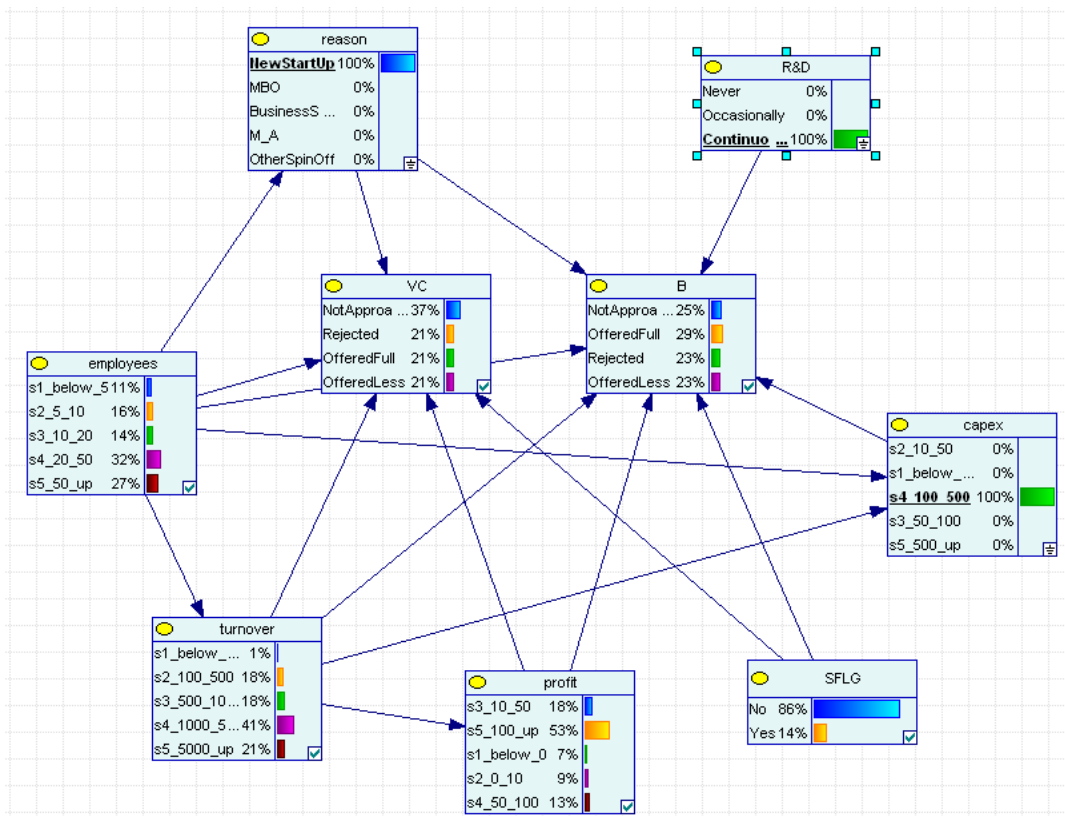 reason
NewStartUp 100%
MBO 0%
BusinessS ... 0%
M_A 0%
OtherSpinOff 0%
R&D
Never 0%
Occasionally 0%
Continuo ... 100%
VC
NotApproa ... 37%
Rejected 21%
OfferedFull 21%
OfferedLess 21%
B
NotApproa ... 25%
OfferedFull 29%
Rejected 23%
OfferedLess 23%
employees
s1_below_5 11%
s2_5_10 16%
s3_10_20 14%
s4_20_50 32%
s5_50_up 27%
capex
s2_10_50 0%
s1_below_... 0%
s4_100_500 100%
s3_50_100 0%
s5_500_up 0%
turnover
s1_below_... 1%
s2_100_500 18%
s3_500_10... 18%
s4_1000_5... 41%
s5_5000_up 21%
profit
s3_10_50 18%
s5_100_up 53%
s1_below_0 7%
s2_0_10 9%
s4_50_100 13%
SFLG
No 86%
Yes 14%